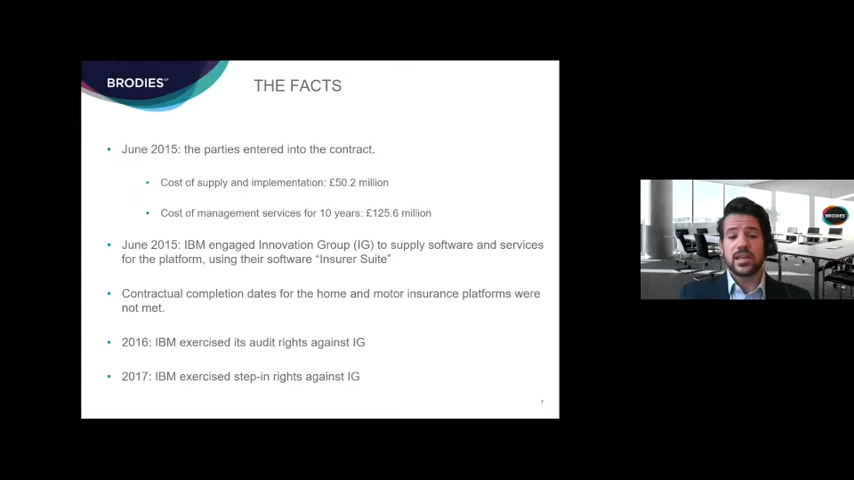 BRODIES LLP
THE FACTS
• June 2015: the parties entered into the contract.
• Cost of supply and implementation: £50.2 million
• Cost of management services for 10 years: £125.6 million
• June 2015: IBM engaged Innovation Group (IG) to supply software and services
for the platform, using their software “Insurer Suite”
• Contractual completion dates for the home and motor insurance platforms were
not met.
• 2016: IBM exercised its audit rights against IG
• 2017: IBM exercised step-in rights against IG
7
BRODIES